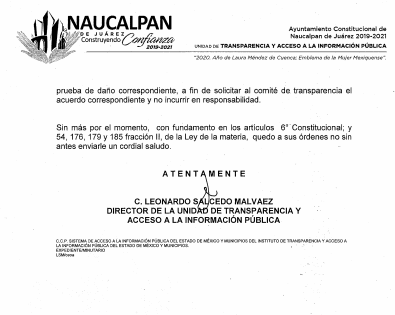 NAUCALPAN
DE JUÁREZ
Construyendo Confianza
2019-2021
Ayuntamiento Constitucional de
Naucalpan de Juárez 2019-2021
UNIDAD DE TRANSPARENCIA Y ACCESO A LA INFORMACIÓN PÚBLICA
"2020. Año de Laura Méndez de Cuenca; Emblema de la Mujer Mexiquense".
prueba de daño correspondiente, a fin de solicitar al comité de transparencia el
acuerdo correspondiente y no incurrir en responsabilidad.
Sin más por el momento, con fundamento en los artículos 6° Constitucional; y
54, 176, 179 y 185 fracción II, de la Ley de la materia, quedo a sus órdenes no sin
antes enviarle un cordial saludo.
A T E N T A M E N T E
C. LEONARDO SALCEDO MALVAEZ
DIRECTOR DE LA UNIDAD DE TRANSPARENCIA Y
ACCESO A LA INFORMACIÓN PÚBLICA
C.C.P. SISTEMA DE ACCESO A LA INFORMACIÓN PÚBLICA DEL ESTADO DE MÉXICO Y MUNICIPIOS DEL INSTITUTO DE TRANSPARENCIA Y ACCESO A
LA INFORMACIÓN PÚBLICA DEL ESTADO DE MÉXICO Y MUNICIPIOS.
EXPEDIENTE/MINUTARIO